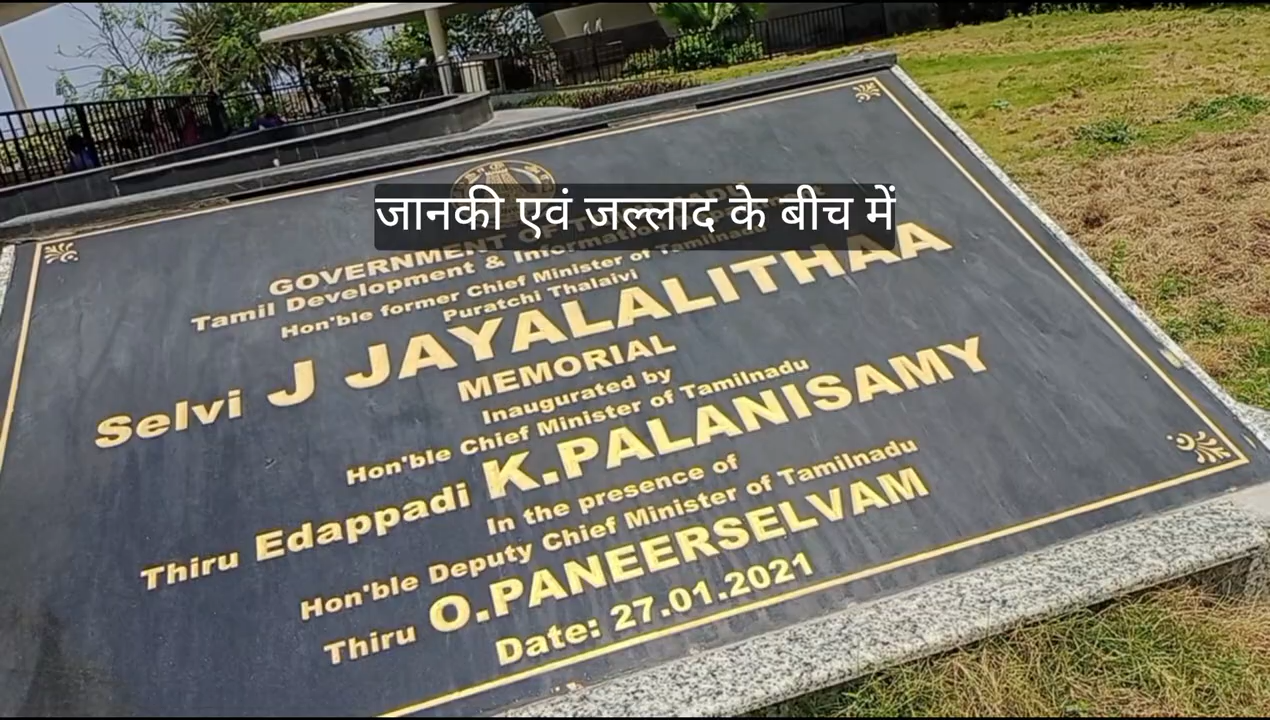 जानकी एवं जल्लाद के बीच में
GOVERNMENT OF
Tamil Development & Information
Hon'ble former Chief Minister of Tamilnadu
Puratchi Thalaivi
Selvi J JAYALALITHAA
MEMORIAL
Inaugurated by
Hon'ble Chief Minister of Tamilnadu
Thiru Edappadi K.PALANISAMY
In the presence of
Hon'ble Deputy Chief Minister of Tamilnadu
Thiru O.PANEERSELVAM
Date: 27.01.2021